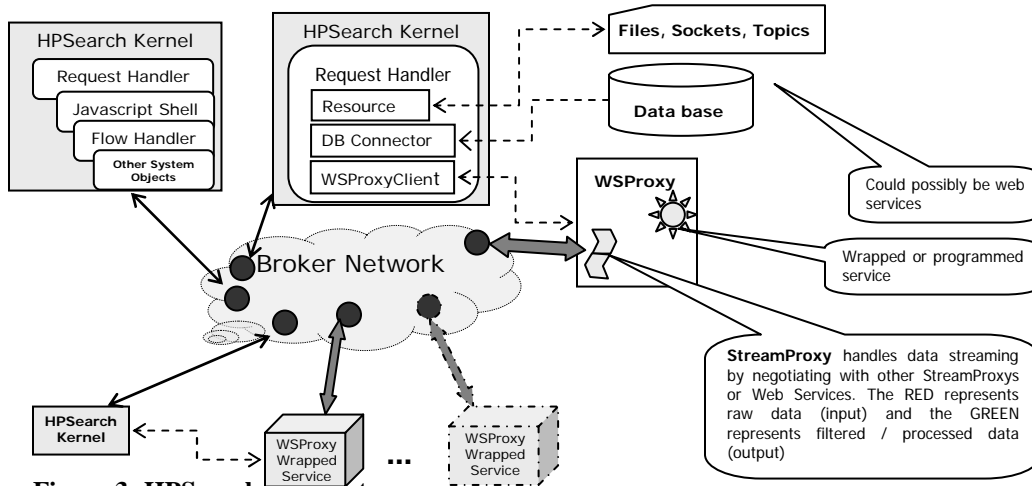 HPSearch Kernel
Request Handler
Javascript Shell
Flow Handler
Other System
Objects
HPSearch Kernel
Request Handler
Resource
DB Connector
WSProxyClient
Files, Sockets, Topics
Data base
WSProxy
Could possibly be web
services
Wrapped or programmed
service
StreamProxy handles data streaming
by negotiating with other StreamProxys
or Web Services. The RED represents
raw data (input) and the GREEN
represents filtered / processed data
(output)
Broker Network
HPSearch
Kernel
WSProxy
Wrapped
Service
...
WSProxy
Wrapped
Service